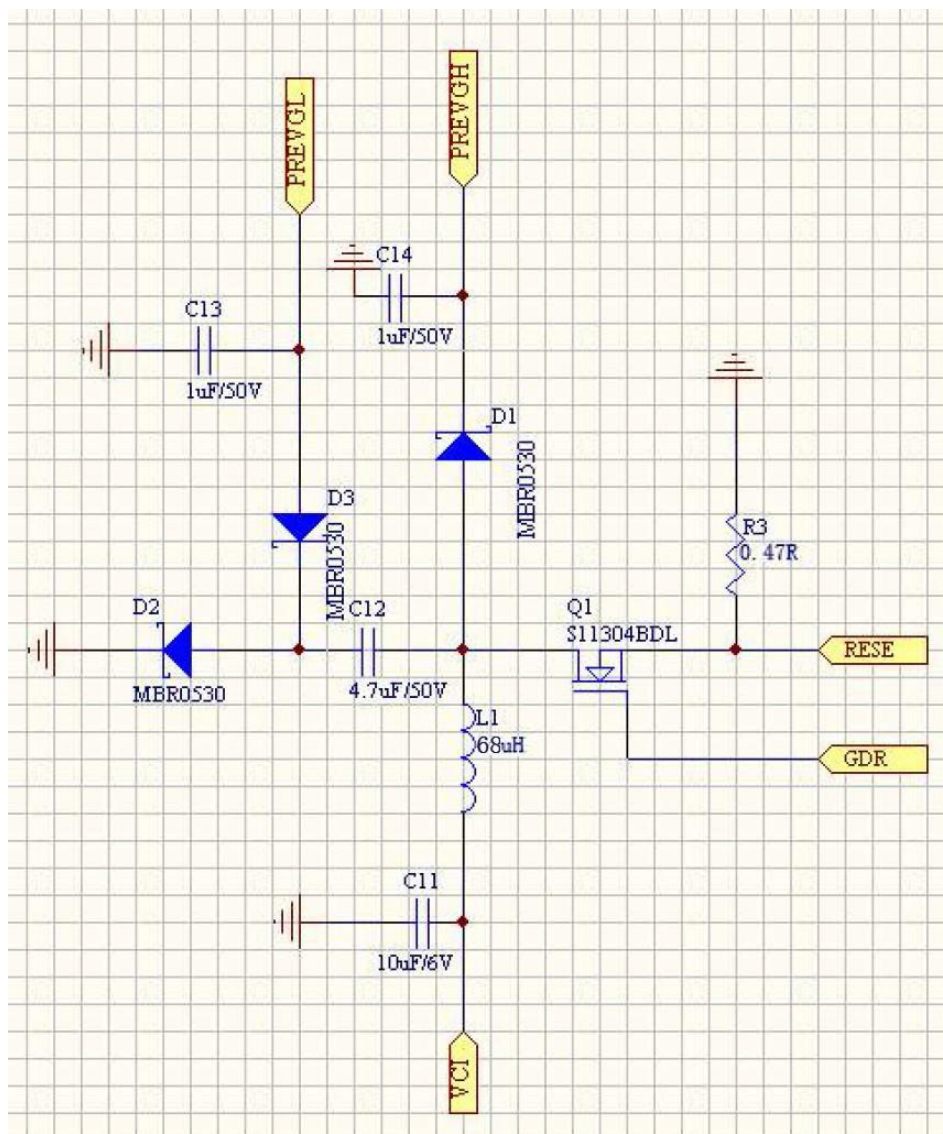 PREVGL
PREVGH
C14
1uF/50V
C13
1uF/50V
D1
MBR0530
D3
MBR0530
R3
0.47R
D2
MBR0530
C12
4.7uF/50V
Q1
S11304BDL
RESE
L1
68uH
GDR
C11
10uF/6V
VCI